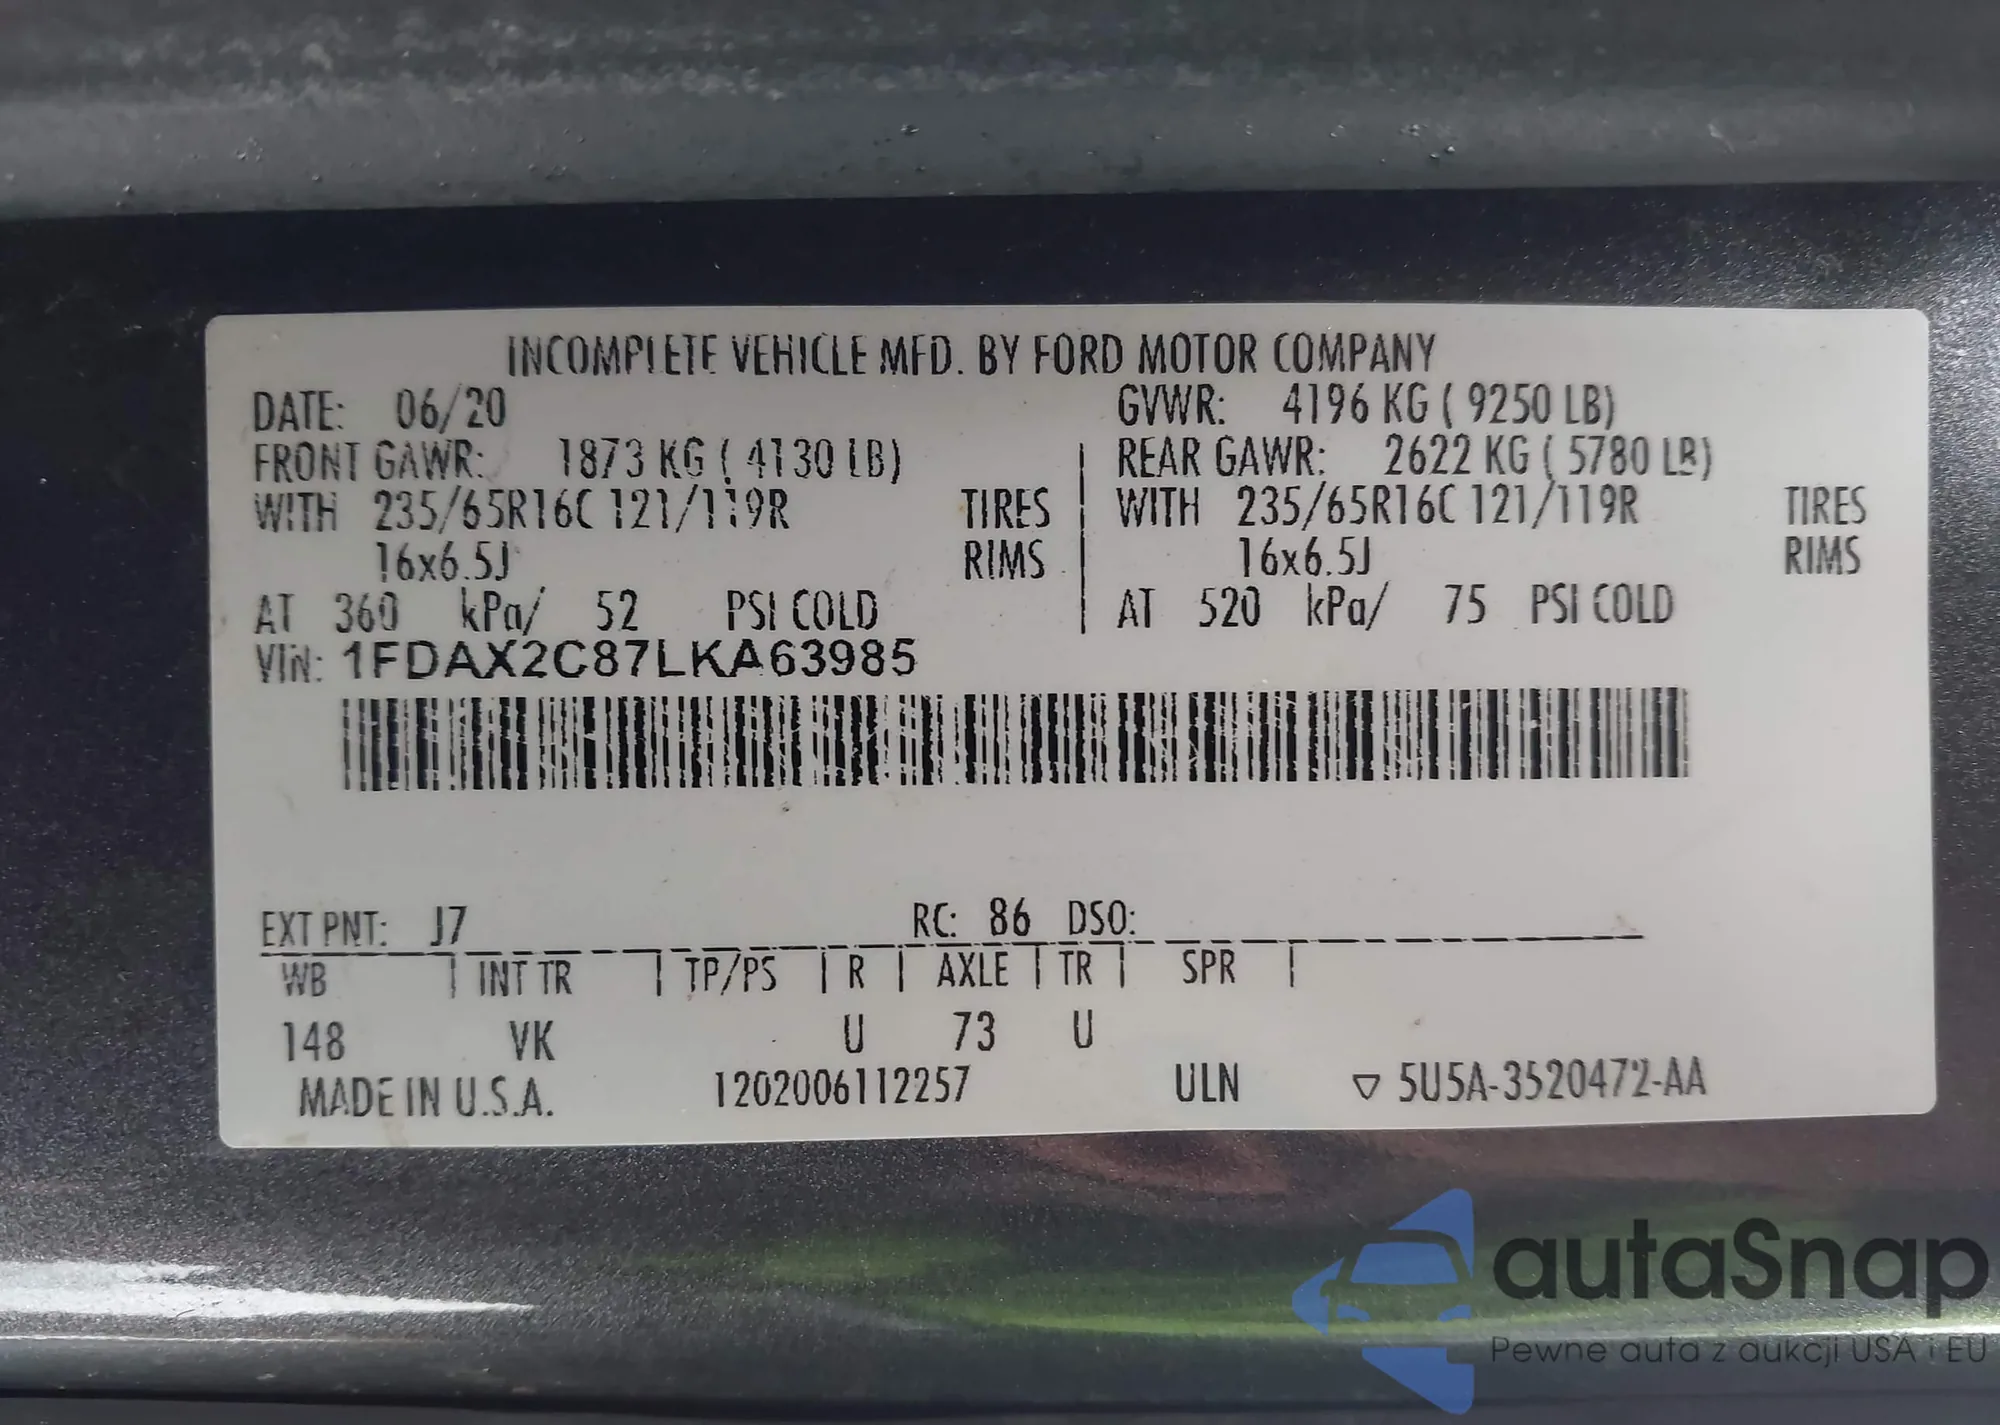 INCOMPLETE VEHICLE MFD. BY FORD MOTOR COMPANY
DATE: 06/20 GVWR: 4196 KG ( 9250 LB)
FRONT GAWR: 1873 KG ( 4130 LB) REAR GAWR: 2622 KG ( 5780 LB)
WITH 235/65R16C 121/119R TIRES WITH 235/65R16C 121/119R TIRES
16x6.5J RIMS 16x6.5J RIMS
AT 360 kPa/ 52 PSI COLD AT 520 kPa/ 75 PSI COLD
VIN: 1FDAX2C87LKA63985
EXT PNT: J7 RC: 86 DSO:
WB | INT TR | TP/PS | R | AXLE | TR | SPR |
148 VK U 73 U
MADE IN U.S.A. 1202006112257 ULN ▽ 5U5A-3520472-AA
autaSnap
Pewne auta z aukcji USA i EU